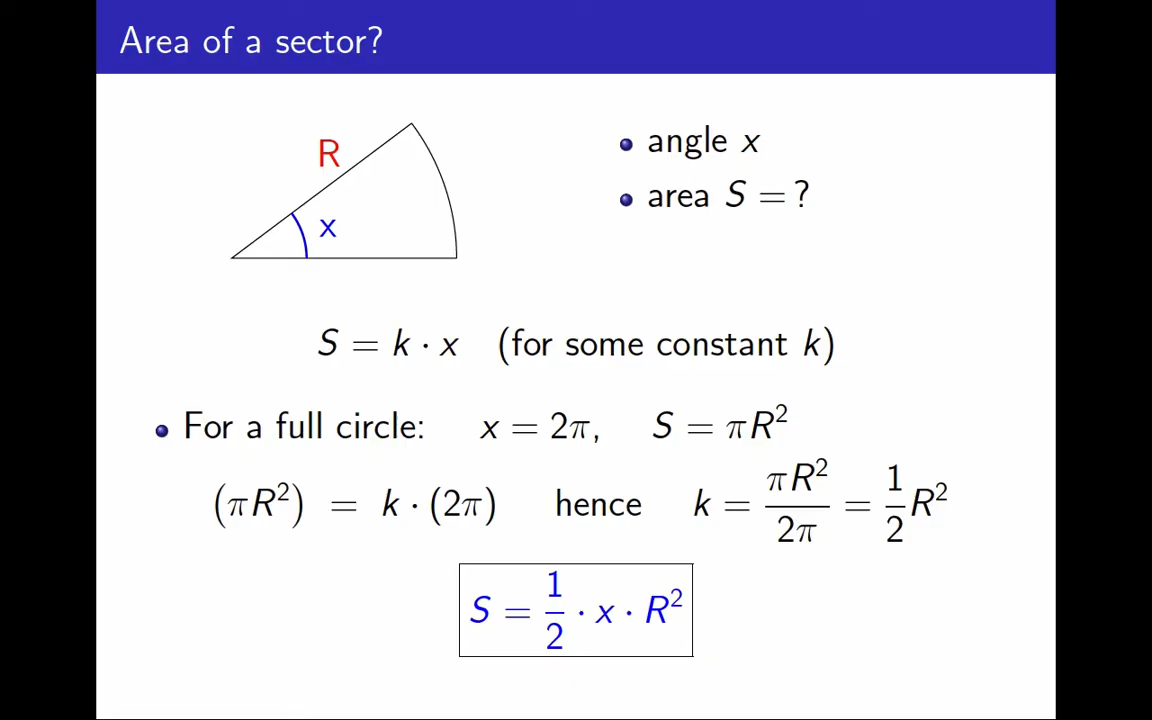 Area of a sector?
R
x
• angle x
• area S = ?
S = k · x (for some constant k)
• For a full circle: x = 2π, S = πR²
(πR²) = k · (2π) hence k = πR²/2π = 1/2 R²
S = 1/2 · x · R²